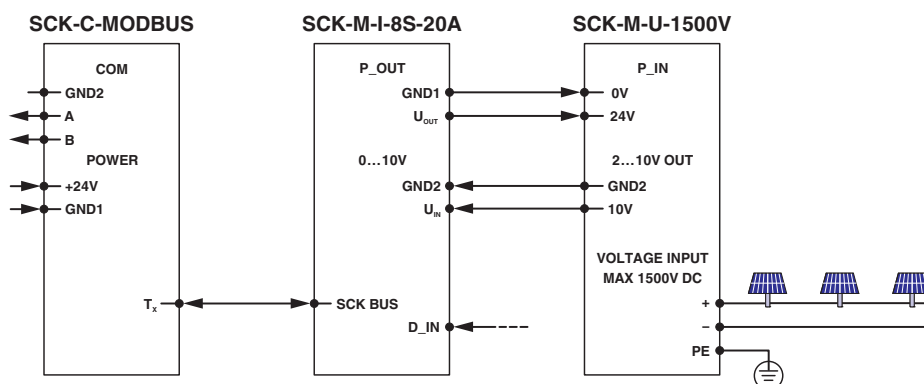 SCK-C-MODBUS
COM
GND2
A
B
POWER
+24V
GND1
Tx
SCK-M-I-8S-20A
P_OUT
GND1
UOUT
0...10V
GND2
UIN
SCK BUS
D_IN
SCK-M-U-1500V
P_IN
0V
24V
2...10V OUT
GND2
10V
VOLTAGE INPUT
MAX 1500V DC
+
–
PE